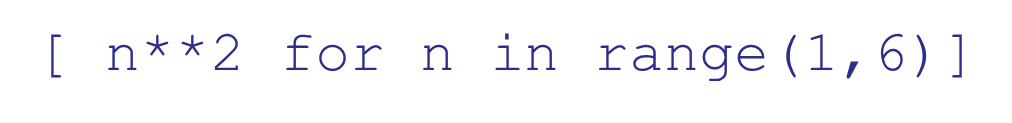 [ n**2 for n in range(1,6)]